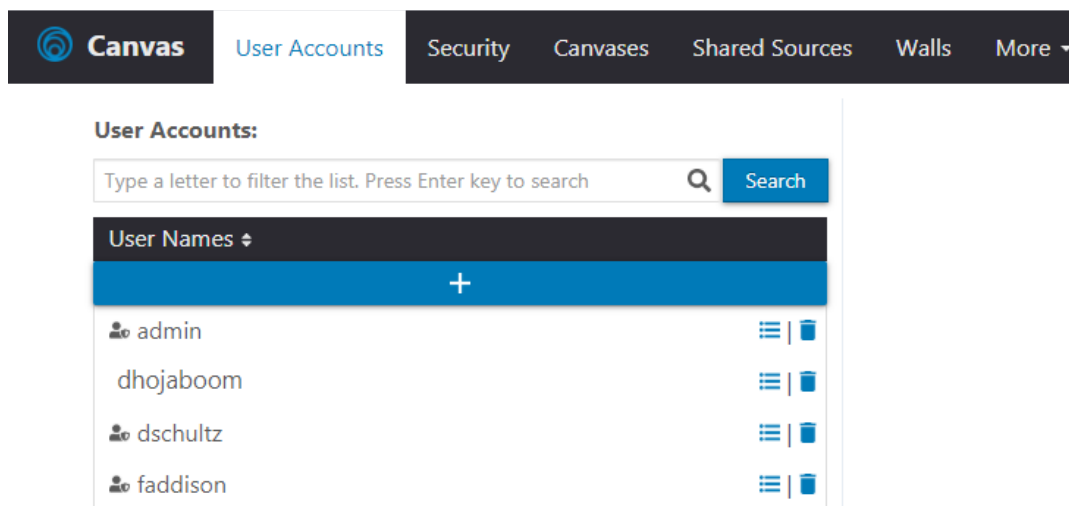 Canvas User Accounts Security Canvases Shared Sources Walls More
User Accounts:
Type a letter to filter the list. Press Enter key to search Search
User Names
+
admin
dhojaboom
dschultz
faddison